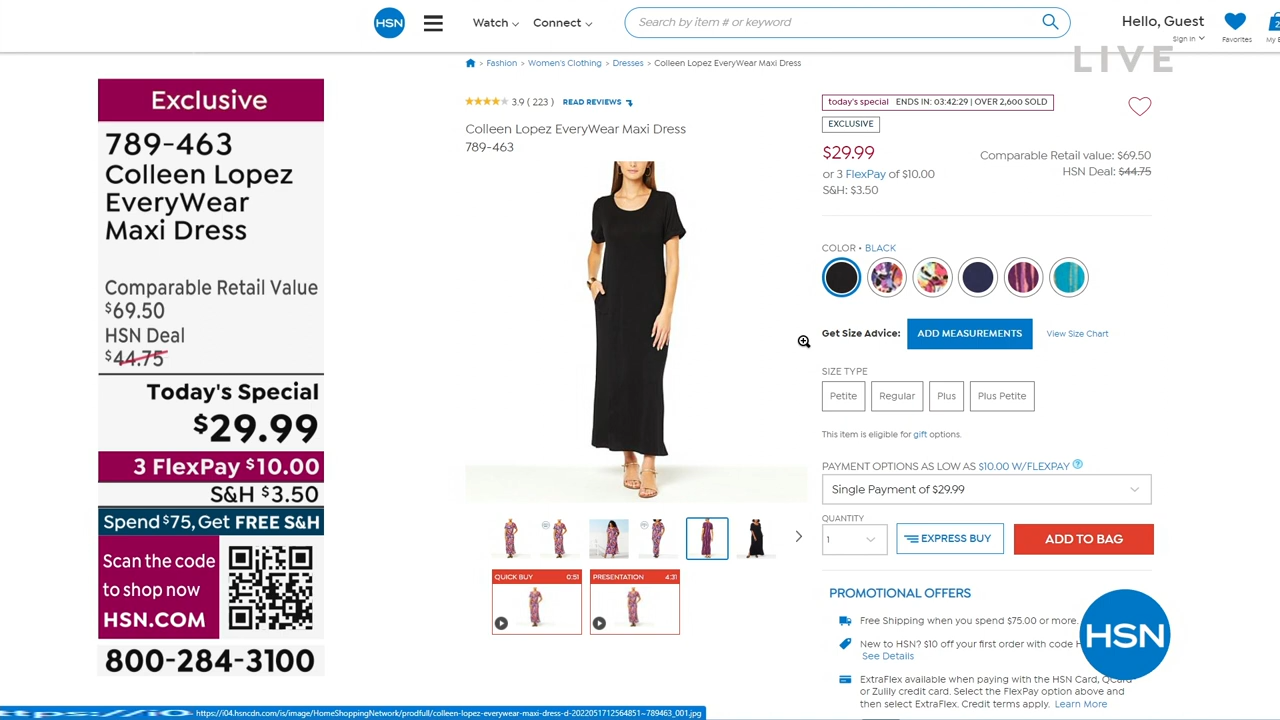 HSN
Watch
Connect
Search by item # or keyword
Hello, Guest
Sign In
Favorites
LIVE
> Fashion > Women's Clothing > Dresses > Colleen Lopez EveryWear Maxi Dress
Exclusive
789-463
Colleen Lopez
EveryWear
Maxi Dress
Comparable Retail Value
$69.50
HSN Deal
$44.75
Today's Special
$29.99
3 FlexPay $10.00
S&H $3.50
Spend $75, Get FREE S&H
Scan the code
to shop now
HSN.COM
800-284-3100
3.9 ( 223 ) READ REVIEWS
Colleen Lopez EveryWear Maxi Dress
789-463
QUICK BUY 0:51
PRESENTATION 4:31
today's special ENDS IN: 03:42:29 | OVER 2,600 SOLD
EXCLUSIVE
$29.99
or 3 FlexPay of $10.00
S&H: $3.50
Comparable Retail value: $69.50
HSN Deal: $44.75
COLOR • BLACK
Get Size Advice: ADD MEASUREMENTS View Size Chart
SIZE TYPE
Petite Regular Plus Plus Petite
This item is eligible for gift options.
PAYMENT OPTIONS AS LOW AS $10.00 W/FLEXPAY
Single Payment of $29.99
QUANTITY
1 EXPRESS BUY ADD TO BAG
PROMOTIONAL OFFERS
Free Shipping when you spend $75.00 or more.
New to HSN? $10 off your first order with code
See Details
ExtraFlex available when paying with the HSN Card,
or Zulily credit card. Select the FlexPay option above and
then select ExtraFlex. Credit terms apply. Learn More
HSN
https://i04.hsncdn.com/is/image/HomeShoppingNetwork/prodfull/colleen-lopez-everywear-maxi-dress-d-2022051712564851~789463_001.jpg